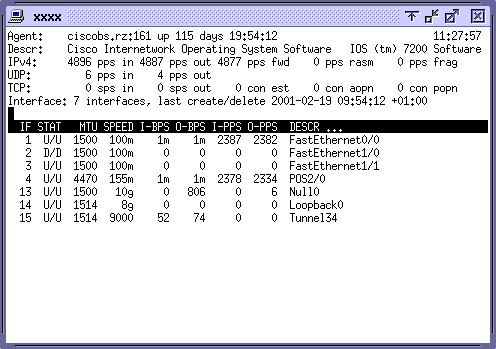 xxxx
Agent:     ciscobs.rz:161 up 115 days 19:54:12                          11:27:57
Descr:     Cisco Internetwork Operating System Software   IOS (tm) 7200 Software
IPv4:      4896 pps in 4887 pps out 4877 pps fwd    0 pps rasm    0 pps frag
UDP:          6 pps in    4 pps out
TCP:          0 sps in    0 sps out    0 con est    0 con aopn    0 con popn
Interface: 7 interfaces, last create/delete 2001-02-19 09:54:12 +01:00
IF STAT   MTU SPEED I-BPS O-BPS I-PPS O-PPS  DESCR ...
1  U/U  1500  100m    1m    1m  2387  2382  FastEthernet0/0
2  D/D  1500  100m     0     0     0     0  FastEthernet1/0
3  U/U  1500  100m     0     0     0     0  FastEthernet1/1
4  U/U  4470  155m    1m    1m  2378  2334  POS2/0
13  U/U  1500   10g     0   806     0     6  Null0
14  U/U  1514    8g     0     0     0     0  Loopback0
15  U/U  1514  9000    52    74     0     0  Tunnel34